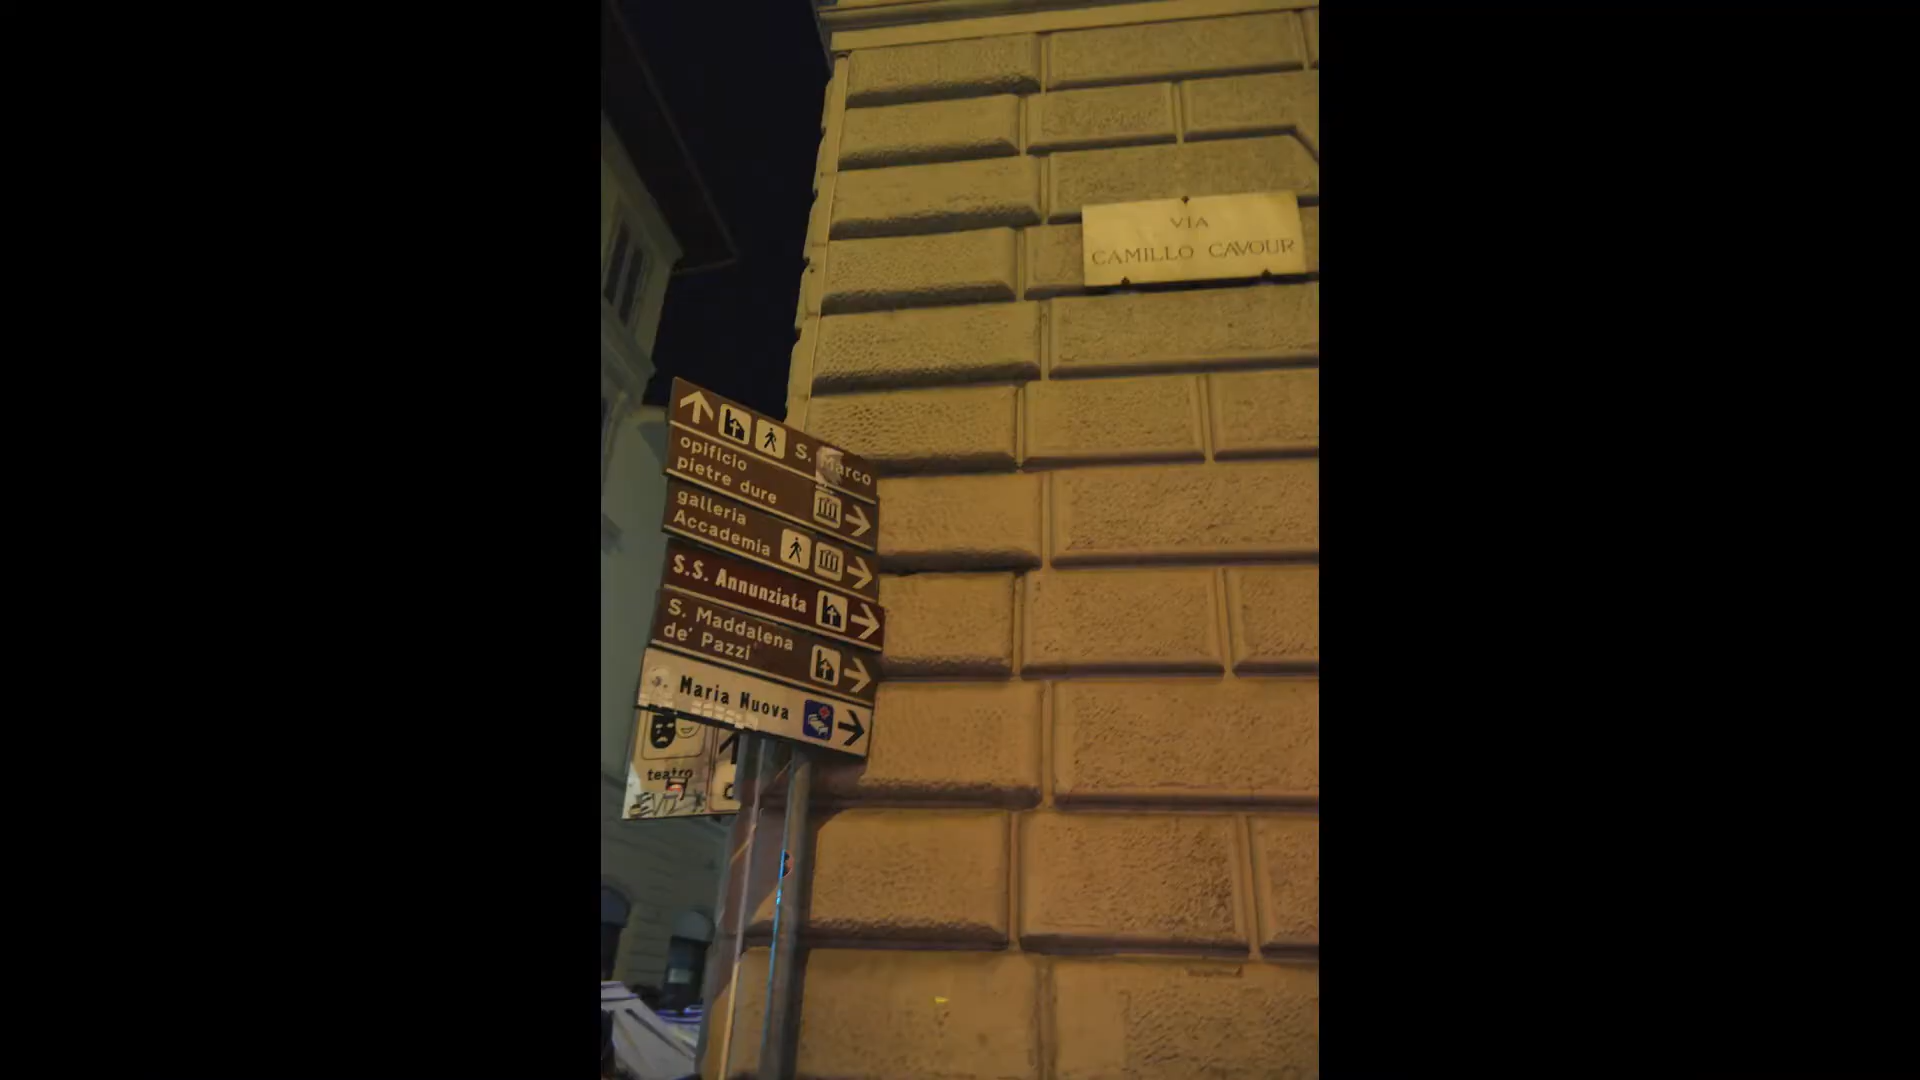 VIA
CAMILLO CAVOUR
S. Marco
opificio
pietre dure
galleria
Accademia
S.S. Annunziata
S. Maddalena
de' Pazzi
S. Maria Nuova
teatro